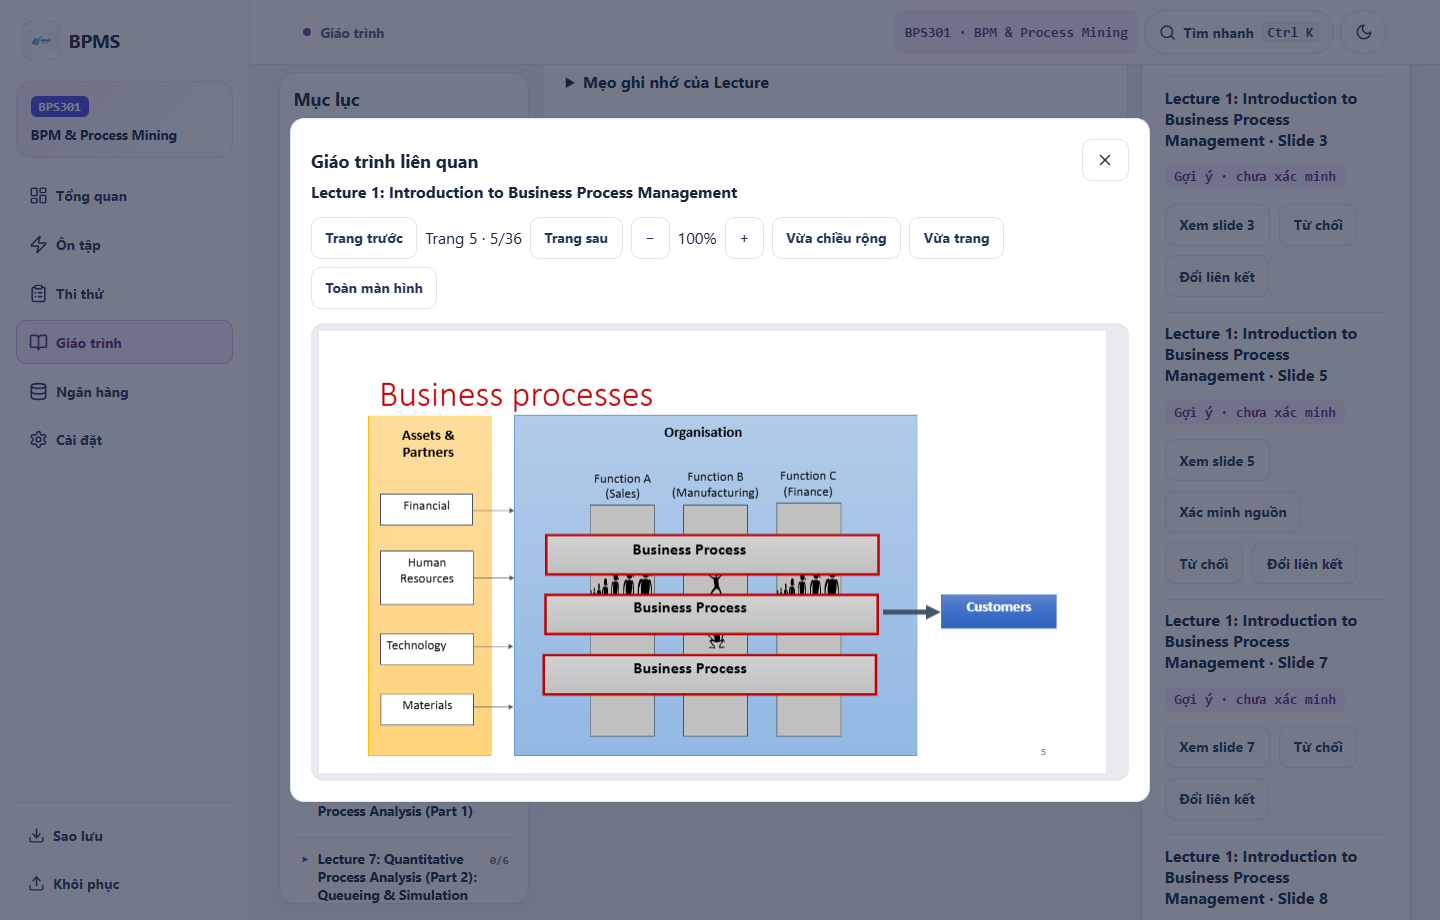 BPMS
BPS301
BPM & Process Mining
Tổng quan
Ôn tập
Thi thử
Giáo trình
Ngân hàng
Cài đặt
Sao lưu
Khôi phục
Giáo trình
BPS301 · BPM & Process Mining
Tìm nhanh
Ctrl K
Mục lục
Mẹo ghi nhớ của Lecture
Giáo trình liên quan
Lecture 1: Introduction to Business Process Management
Trang trước
Trang 5 · 5/36
Trang sau
−
100%
+
Vừa chiều rộng
Vừa trang
Toàn màn hình
Business processes
Assets &
Partners
Financial
Human
Resources
Technology
Materials
Organisation
Function A
(Sales)
Function B
(Manufacturing)
Function C
(Finance)
Business Process
Business Process
Business Process
Customers
5
Process Analysis (Part 1)
Lecture 7: Quantitative
Process Analysis (Part 2):
Queueing & Simulation
0/6
Lecture 1: Introduction to
Business Process
Management · Slide 3
Gợi ý · chưa xác minh
Xem slide 3
Từ chối
Đổi liên kết
Lecture 1: Introduction to
Business Process
Management · Slide 5
Gợi ý · chưa xác minh
Xem slide 5
Xác minh nguồn
Từ chối
Đổi liên kết
Lecture 1: Introduction to
Business Process
Management · Slide 7
Gợi ý · chưa xác minh
Xem slide 7
Từ chối
Đổi liên kết
Lecture 1: Introduction to
Business Process
Management · Slide 8